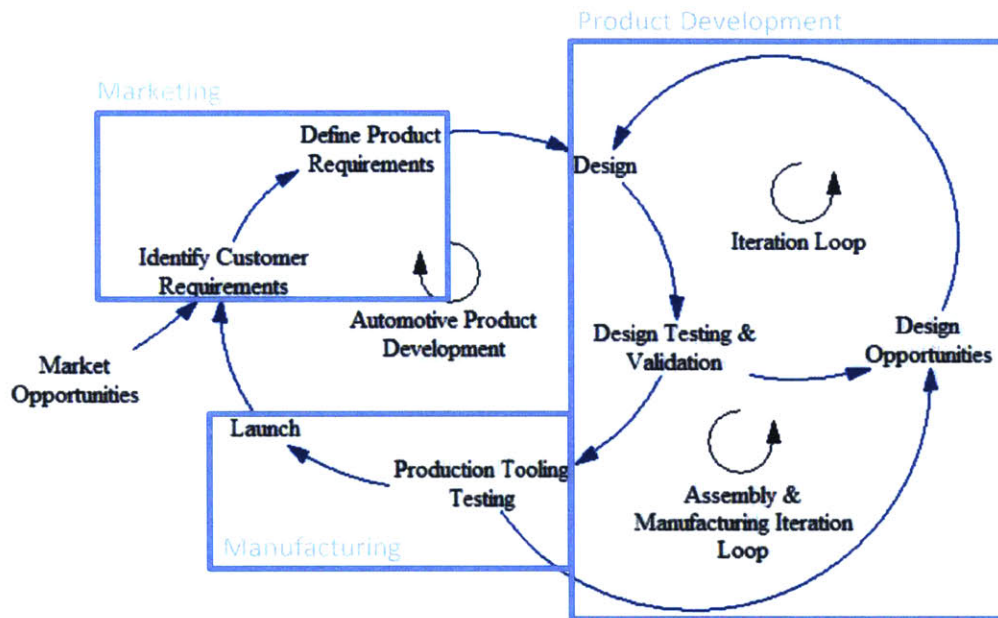 Product Development
Marketing
Define Product
Requirements
Design
Iteration Loop
Identify Customer
Requirements
Automotive Product
Development
Design Testing &
Validation
Design
Opportunities
Market
Opportunities
Launch
Production Tooling
Testing
Assembly &
Manufacturing Iteration
Loop
Manufacturing